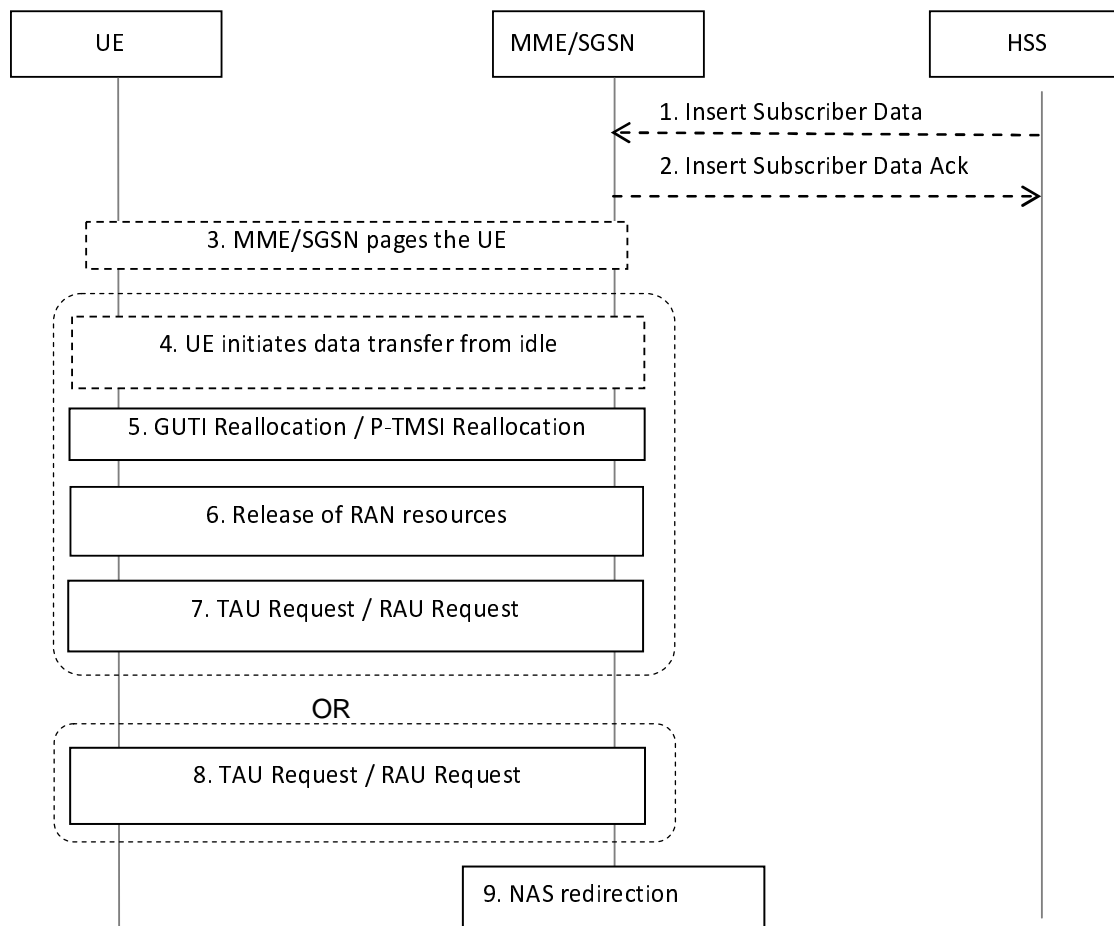 UE
MME/SGSN
HSS
1. Insert Subscriber Data
2. Insert Subscriber Data Ack
3. MME/SGSN pages the UE
4. UE initiates data transfer from idle
5. GUTI Reallocation / P-TMSI Reallocation
6. Release of RAN resources
7. TAU Request / RAU Request
OR
8. TAU Request / RAU Request
9. NAS redirection